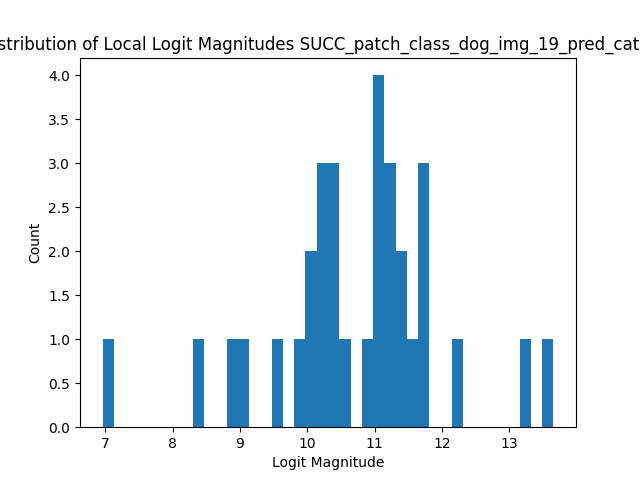 stribution of Local Logit Magnitudes SUCC_patch_class_dog_img_19_pred_cat
4.0
3.5
3.0
2.5
2.0
1.5
1.0
0.5
0.0
Count
7 8 9 10 11 12 13
Logit Magnitude